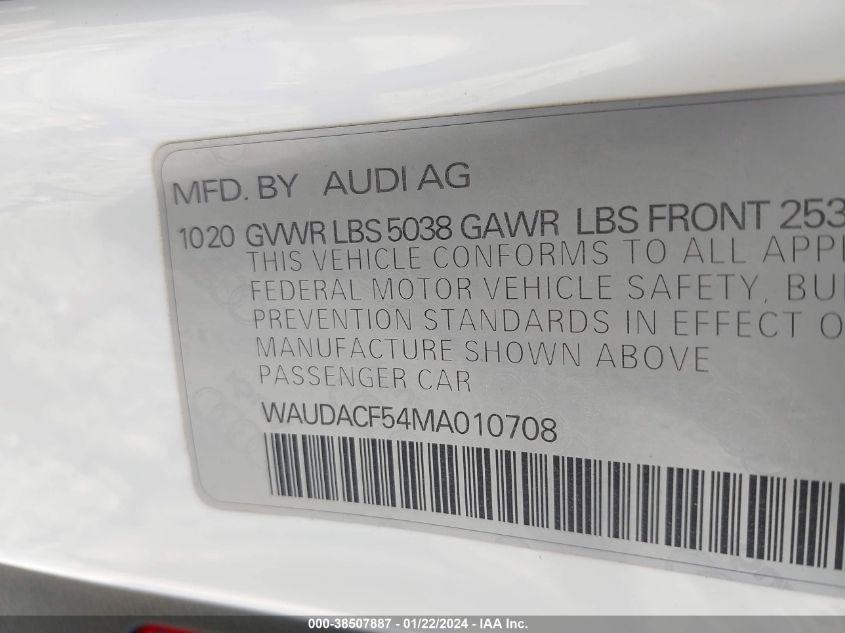 MFD. BY AUDI AG
1020 GVWR LBS 5038 GAWR LBS FRONT 253
THIS VEHICLE CONFORMS TO ALL APPL
FEDERAL MOTOR VEHICLE SAFETY, BU
PREVENTION STANDARDS IN EFFECT O
MANUFACTURE SHOWN ABOVE
PASSENGER CAR
WAUDACF54MA010708
000-38507887 - 01/22/2024 - IAA Inc.